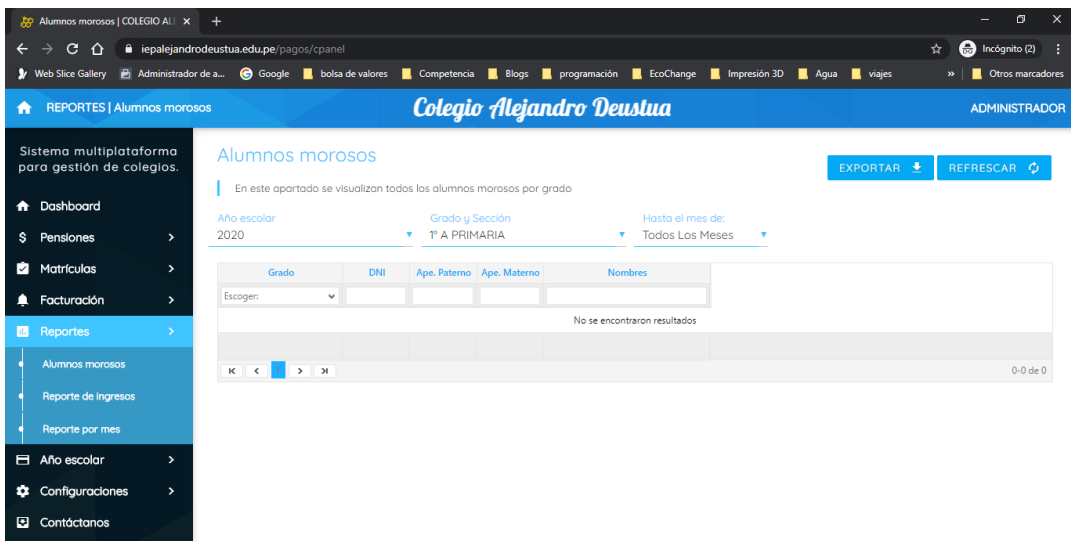 Alumnos morosos | COLEGIO ALE
iepalejandrodeustua.edu.pe/pagos/cpanel
Incógnito (2)
Web Slice Gallery Administrador de a... Google bolsa de valores Competencia Blogs programación EcoChange Impresión 3D Agua viajes » Otros marcadores
REPORTES | Alumnos morosos
Colegio Alejandro Deustua
ADMINISTRADOR
Sistema multiplataforma
para gestión de colegios.
Dashboard
Pensiones
Matrículas
Facturación
Reportes
Alumnos morosos
Reporte de Ingresos
Reporte por mes
Año escolar
Configuraciones
Contáctanos
Alumnos morosos
EXPORTAR
REFRESCAR
En este apartado se visualizan todos los alumnos morosos por grado
Año escolar Grado y Sección Hasta el mes de:
2020 1° A PRIMARIA Todos Los Meses
Grado DNI Ape. Paterno Ape. Materno Nombres
Escoger:
No se encontraron resultados
1
0-0 de 0